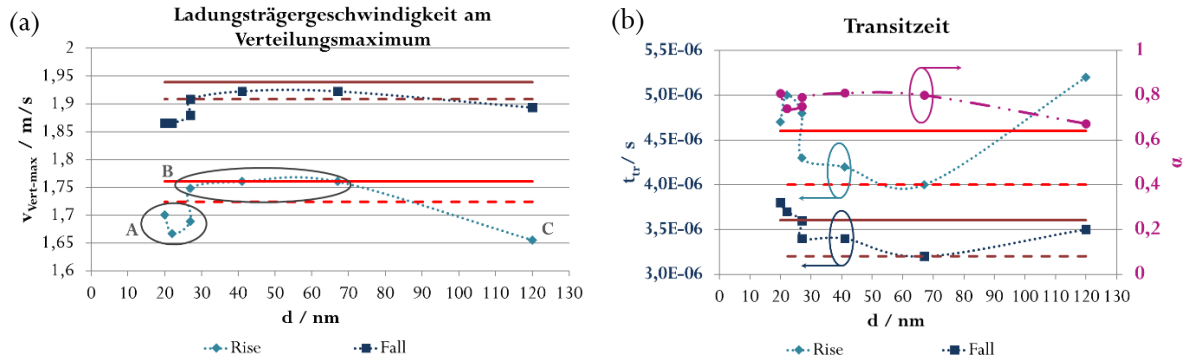 (a)
Ladungsträgergeschwindigkeit am
Verteilungsmaximum
v_Vert-max / m/s
2
1,95
1,9
1,85
1,8
1,75
1,7
1,65
1,6
A
B
C
0 10 20 30 40 50 60 70 80 90 100 110 120 130
d / nm
Rise Fall
(b)
Transitzeit
t_tr / s
5,5E-06
5,0E-06
4,5E-06
4,0E-06
3,5E-06
3,0E-06
1
0,8
0,6
0,4
0,2
0
α
0 10 20 30 40 50 60 70 80 90 100 110 120 130
d / nm
Rise Fall